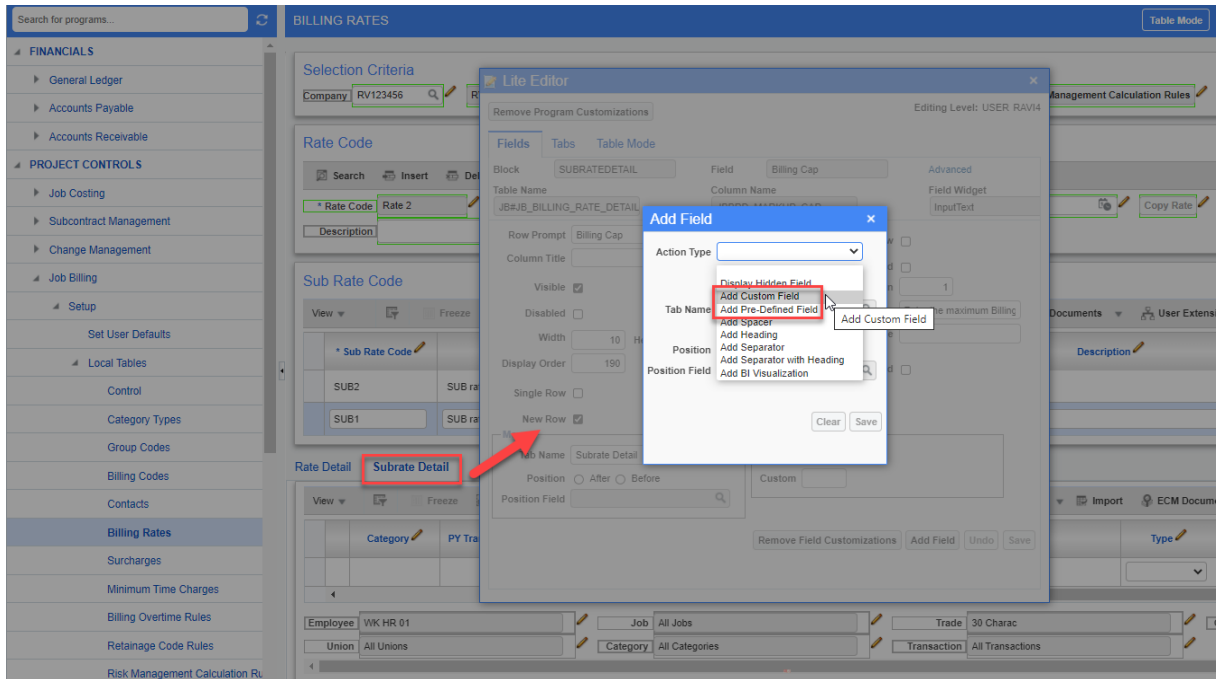 Search for programs...
BILLING RATES
Table Mode
FINANCIALS
General Ledger
Accounts Payable
Accounts Receivable
PROJECT CONTROLS
Job Costing
Subcontract Management
Change Management
Job Billing
Setup
Set User Defaults
Local Tables
Control
Category Types
Group Codes
Billing Codes
Contacts
Billing Rates
Surcharges
Minimum Time Charges
Billing Overtime Rules
Retainage Code Rules
Risk Management Calculation Ru
Selection Criteria
Company RV123456
Management Calculation Rules
Rate Code
Search Insert Del
* Rate Code Rate 2
Copy Rate
Description
Sub Rate Code
View Freeze
Documents User Extensi
* Sub Rate Code
Description
SUB2 SUB ra
SUB1 SUB ra
Rate Detail Subrate Detail
View Freeze
Import ECM Docume
Category PY Tra
Type
Employee WK HR 01 Job All Jobs Trade 30 Charac
Union All Unions Category All Categories Transaction All Transactions
Lite Editor
Remove Program Customizations
Editing Level: USER RAVI4
Fields Tabs Table Mode
Block SUBRATEDETAIL Field Billing Cap Advanced
Table Name Column Name Field Widget
JB#JB_BILLING_RATE_DETAIL InputText
Row Prompt Billing Cap
Column Title
Visible
1
Disabled
the maximum Billing
Width 10
Display Order 190
Single Row
New Row
Tab Name Subrate Detail
Position After Before
Custom
Position Field
Remove Field Customizations Add Field Undo Save
Add Field
Action Type
Display Hidden Field
Add Custom Field
Add Pre-Defined Field
Add Spacer
Add Heading
Add Separator
Add Separator with Heading
Add BI Visualization
Add Custom Field
Tab Name
Position
Position Field
Clear Save